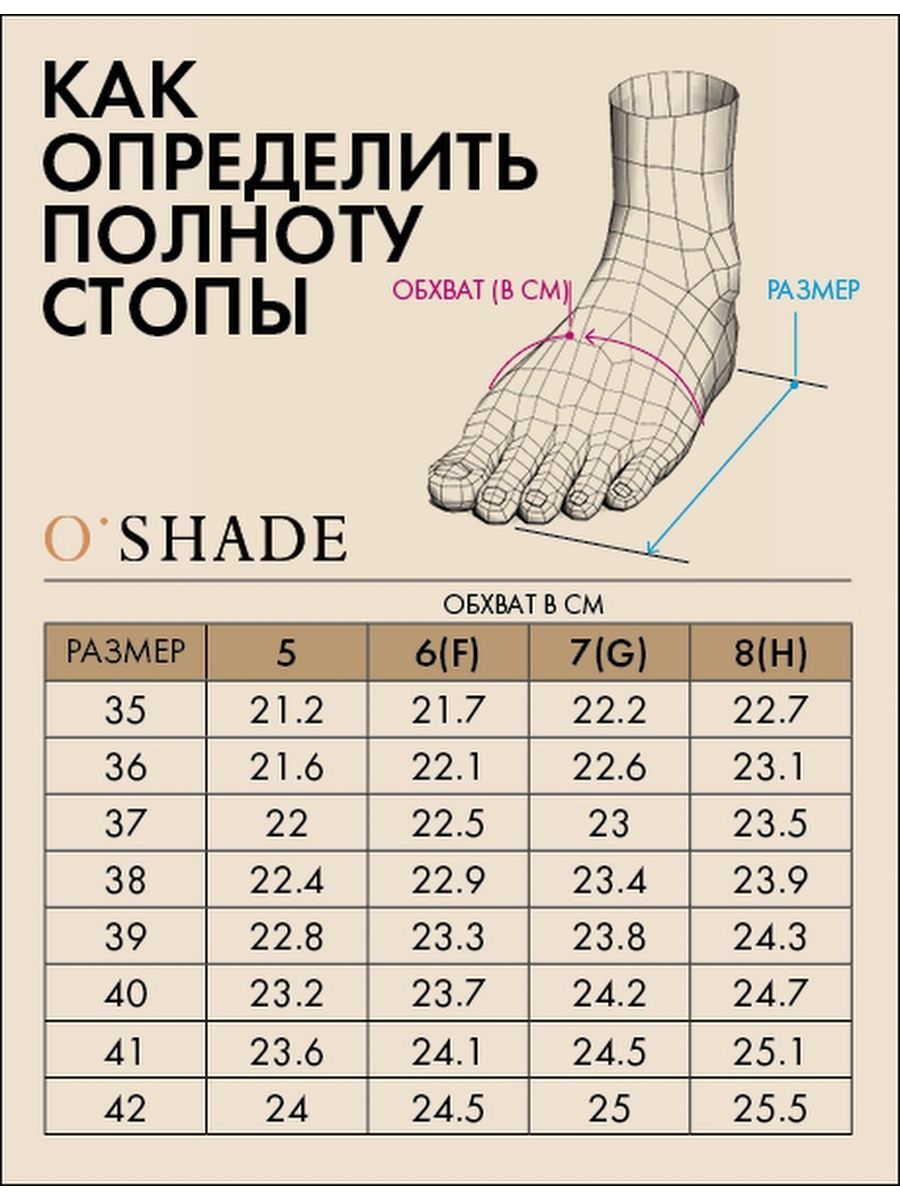 КАК
ОПРЕДЕЛИТЬ
ПОЛНОТУ
СТОПЫ
ОБХВАТ (В СМ)
РАЗМЕР
O'SHADE
ОБХВАТ В СМ
РАЗМЕР 5 6(F) 7(G) 8(H)
35 21.2 21.7 22.2 22.7
36 21.6 22.1 22.6 23.1
37 22 22.5 23 23.5
38 22.4 22.9 23.4 23.9
39 22.8 23.3 23.8 24.3
40 23.2 23.7 24.2 24.7
41 23.6 24.1 24.5 25.1
42 24 24.5 25 25.5